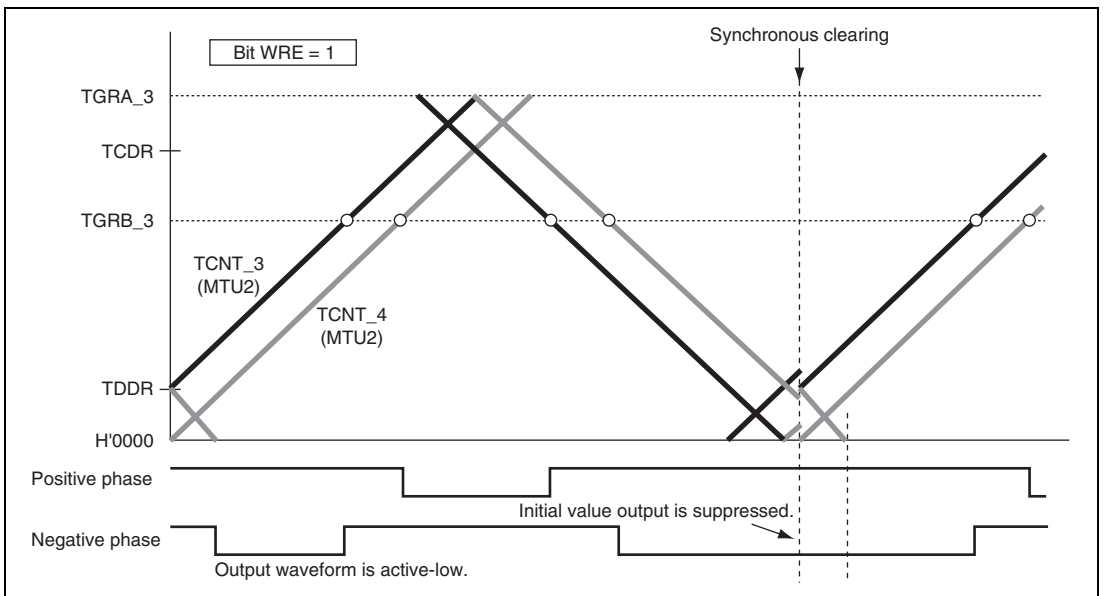 Synchronous clearing
Bit WRE = 1
TGRA_3
TCDR
TGRB_3
TCNT_3
(MTU2)
TCNT_4
(MTU2)
TDDR
H'0000
Positive phase
Initial value output is suppressed.
Negative phase
Output waveform is active-low.